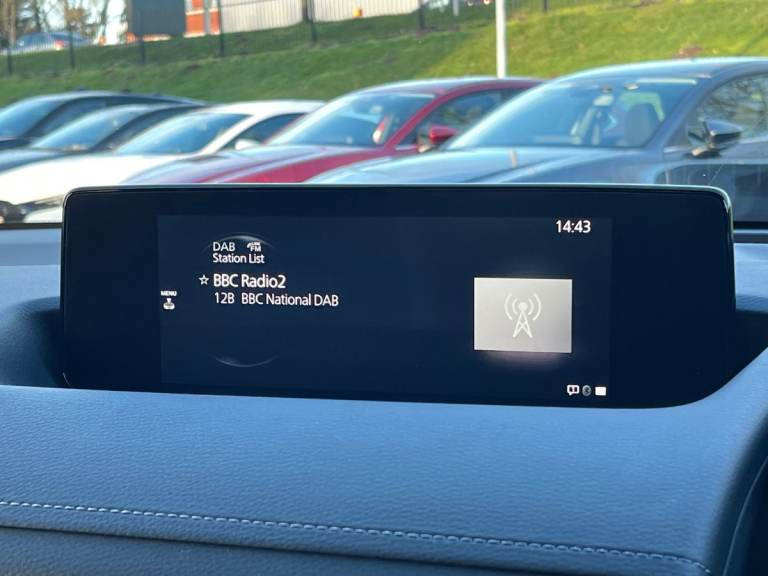 14:43
DAB FM
Station List
☆ BBC Radio2
MENU
12B BBC National DAB